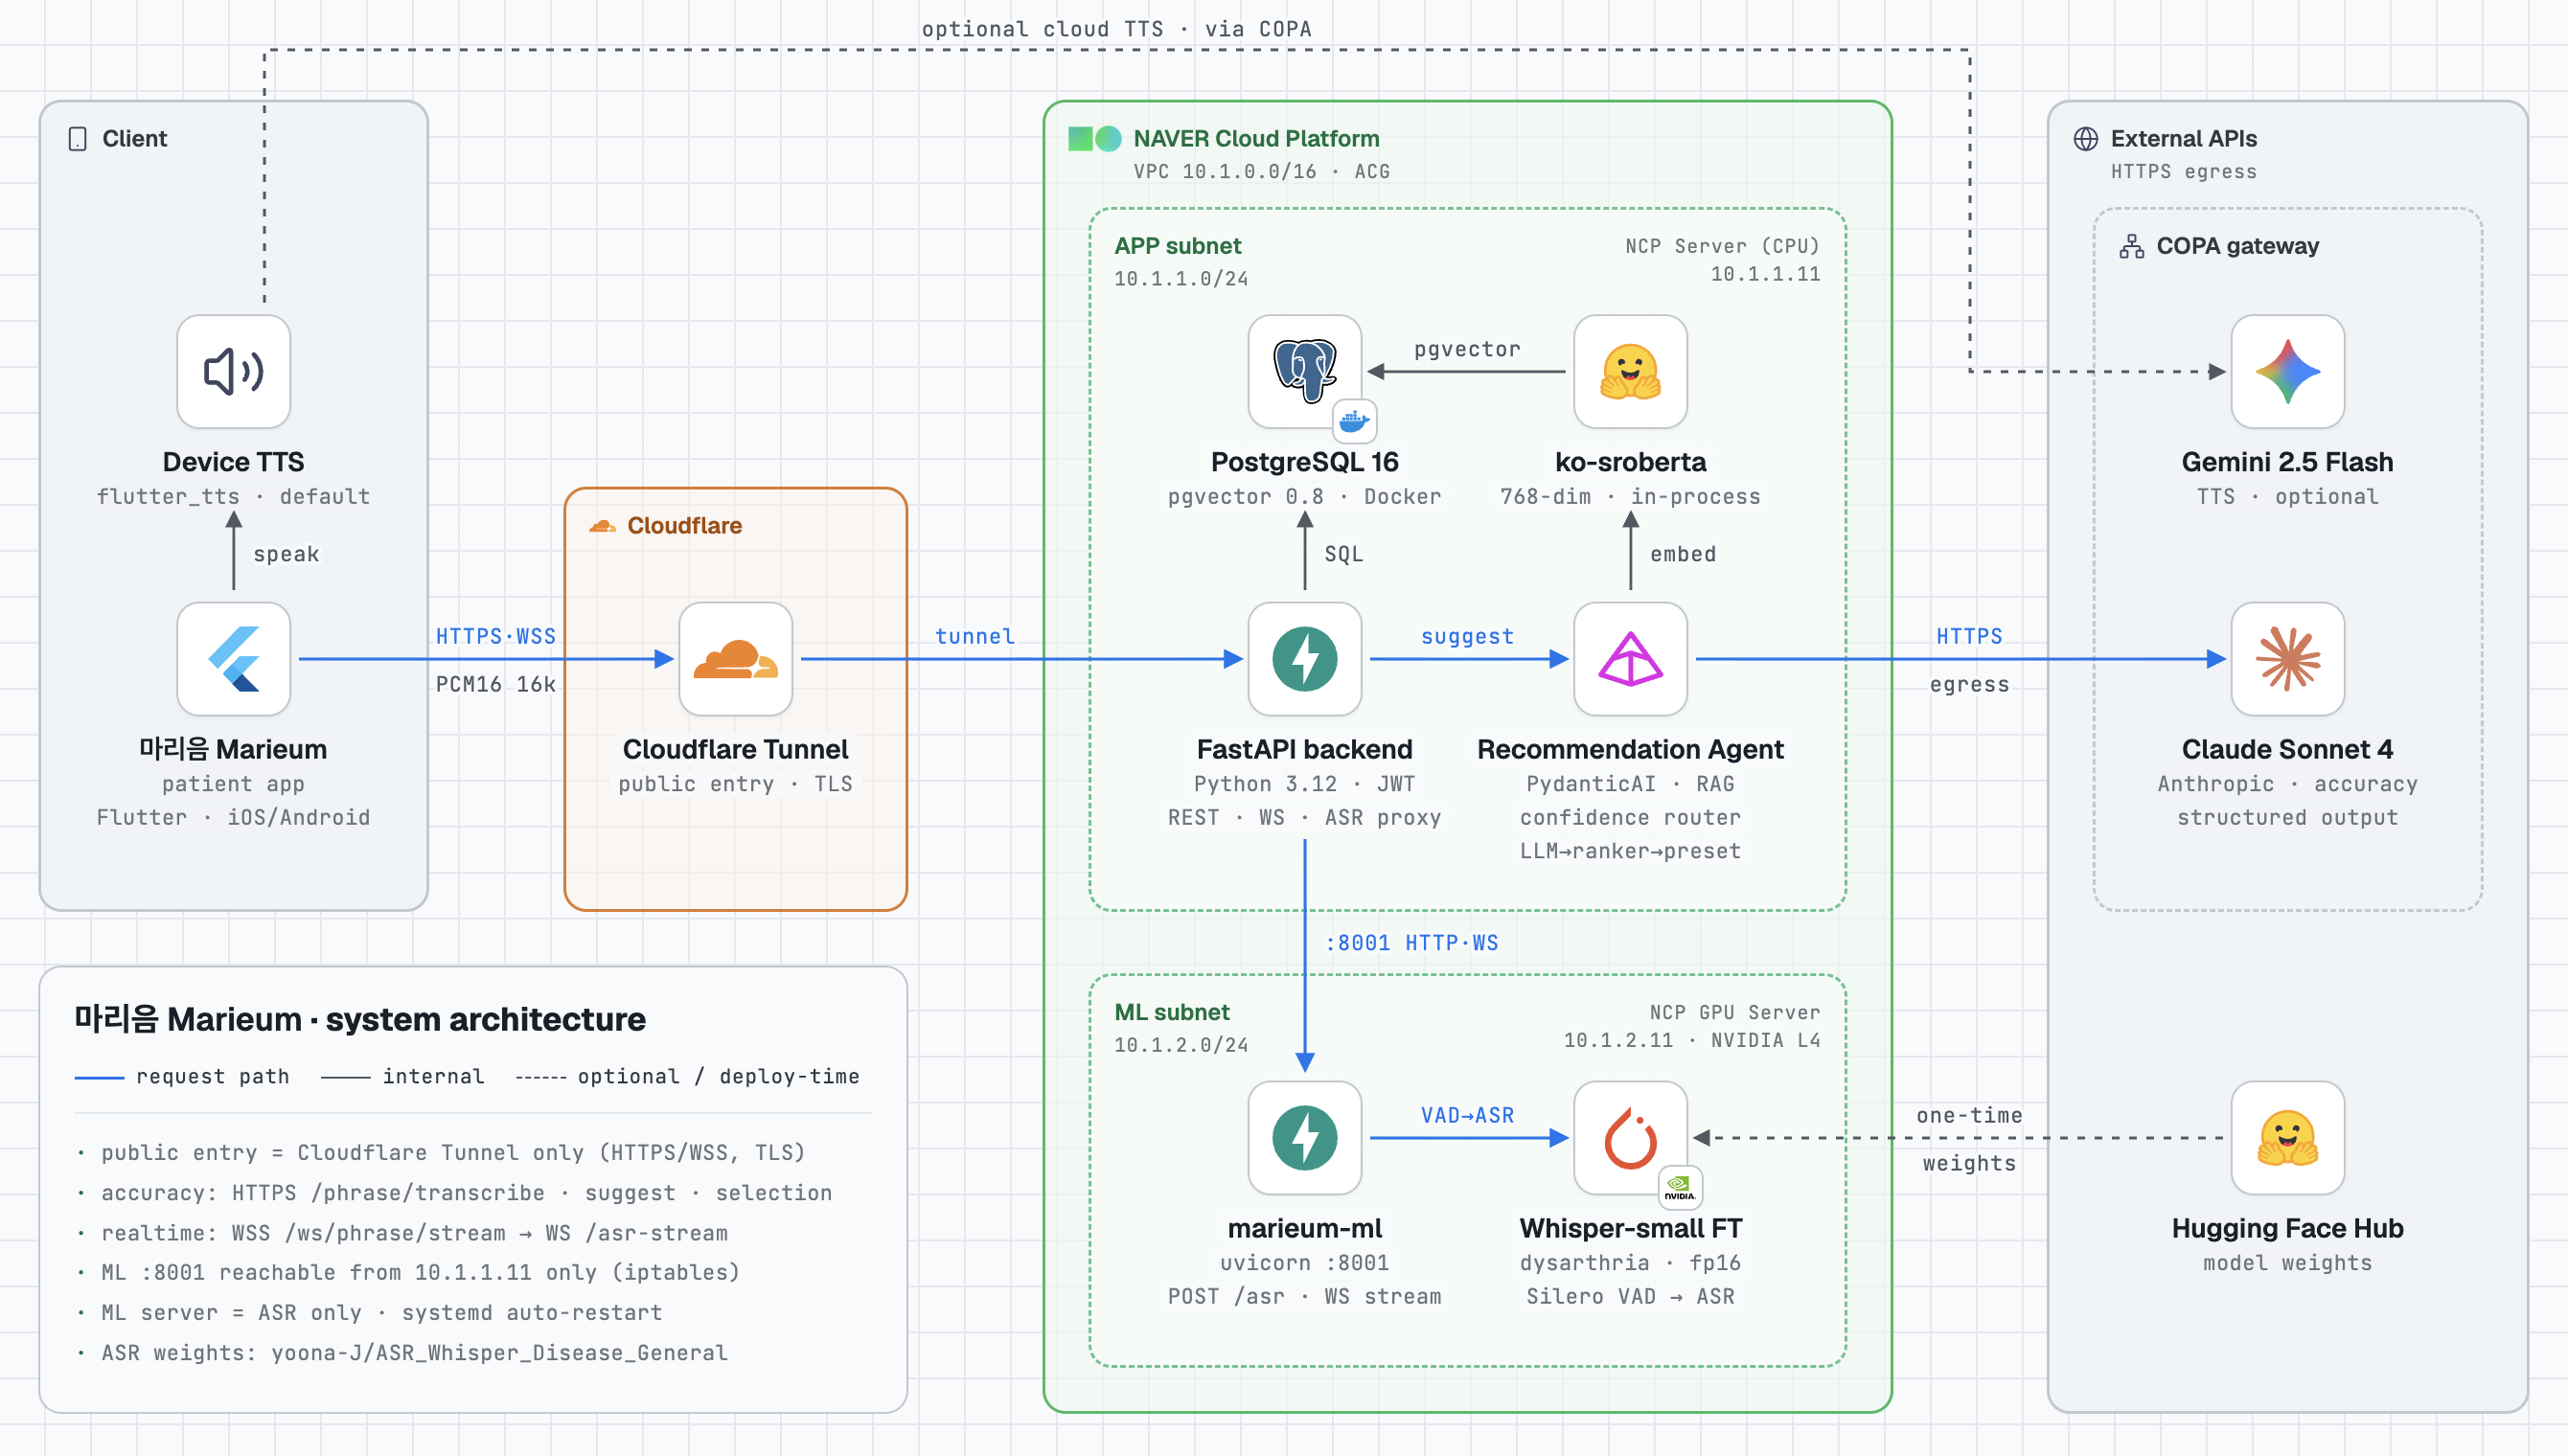 optional cloud TTS · via COPA
Client
Device TTS
flutter_tts · default
speak
마리음 Marieum
patient app
Flutter · iOS/Android
HTTPS·WSS
PCM16 16k
Cloudflare
Cloudflare Tunnel
public entry · TLS
tunnel
NAVER Cloud Platform
VPC 10.1.0.0/16 · ACG
APP subnet
10.1.1.0/24
NCP Server (CPU)
10.1.1.11
PostgreSQL 16
pgvector 0.8 · Docker
pgvector
ko-sroberta
768-dim · in-process
SQL
embed
FastAPI backend
Python 3.12 · JWT
REST · WS · ASR proxy
suggest
Recommendation Agent
PydanticAI · RAG
confidence router
LLM→ranker→preset
:8001 HTTP·WS
ML subnet
10.1.2.0/24
NCP GPU Server
10.1.2.11 · NVIDIA L4
marieum-ml
uvicorn :8001
POST /asr · WS stream
VAD→ASR
NVIDIA.
Whisper-small FT
dysarthria · fp16
Silero VAD → ASR
HTTPS
egress
one-time
weights
External APIs
HTTPS egress
COPA gateway
Gemini 2.5 Flash
TTS · optional
Claude Sonnet 4
Anthropic · accuracy
structured output
Hugging Face Hub
model weights
마리음 Marieum · system architecture
request path
internal
optional / deploy-time
· public entry = Cloudflare Tunnel only (HTTPS/WSS, TLS)
· accuracy: HTTPS /phrase/transcribe · suggest · selection
· realtime: WSS /ws/phrase/stream → WS /asr-stream
· ML :8001 reachable from 10.1.1.11 only (iptables)
· ML server = ASR only · systemd auto-restart
· ASR weights: yoona-J/ASR_Whisper_Disease_General